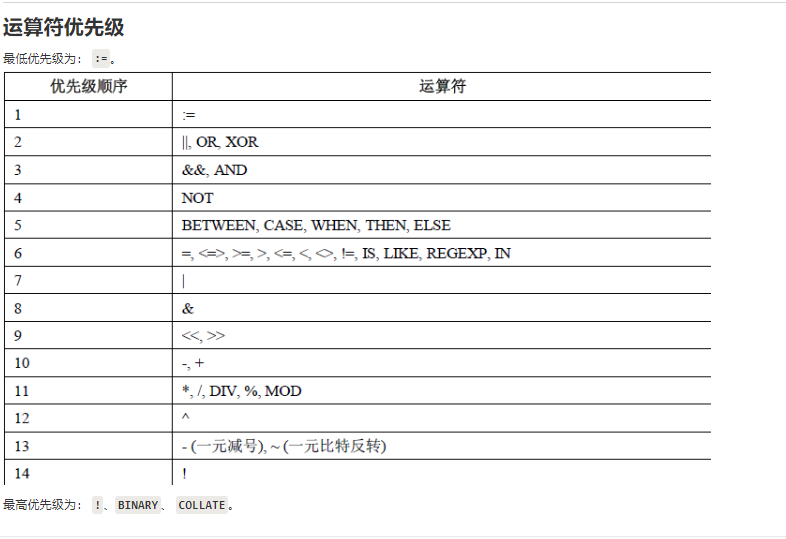 运算符优先级
最低优先级为： :=。
优先级顺序 运算符
1 :=
2 ||, OR, XOR
3 &&, AND
4 NOT
5 BETWEEN, CASE, WHEN, THEN, ELSE
6 =, <=>, >=, >, <=, <, <>, !=, IS, LIKE, REGEXP, IN
7 |
8 &
9 <<, >>
10 -, +
11 *, /, DIV, %, MOD
12 ^
13 - (一元减号), ~ (一元比特反转)
14 !
最高优先级为： !、BINARY、 COLLATE。